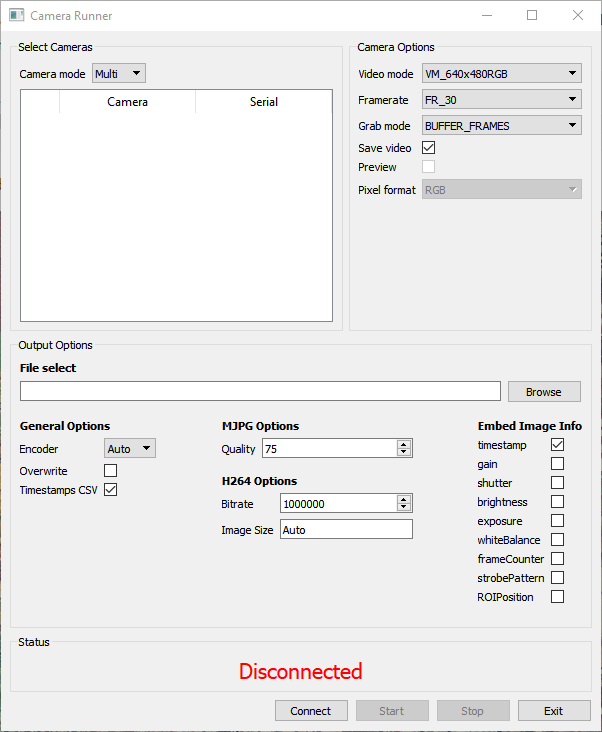 Camera Runner
Select Cameras
Camera mode Multi
Camera Serial
Camera Options
Video mode VM_640x480RGB
Framerate FR_30
Grab mode BUFFER_FRAMES
Save video
Preview
Pixel format RGB
Output Options
File select
Browse
General Options
Encoder Auto
Overwrite
Timestamps CSV
MJPG Options
Quality 75
H264 Options
Bitrate 1000000
Image Size Auto
Embed Image Info
timestamp
gain
shutter
brightness
exposure
whiteBalance
frameCounter
strobePattern
ROIPosition
Status
Disconnected
Connect Start Stop Exit